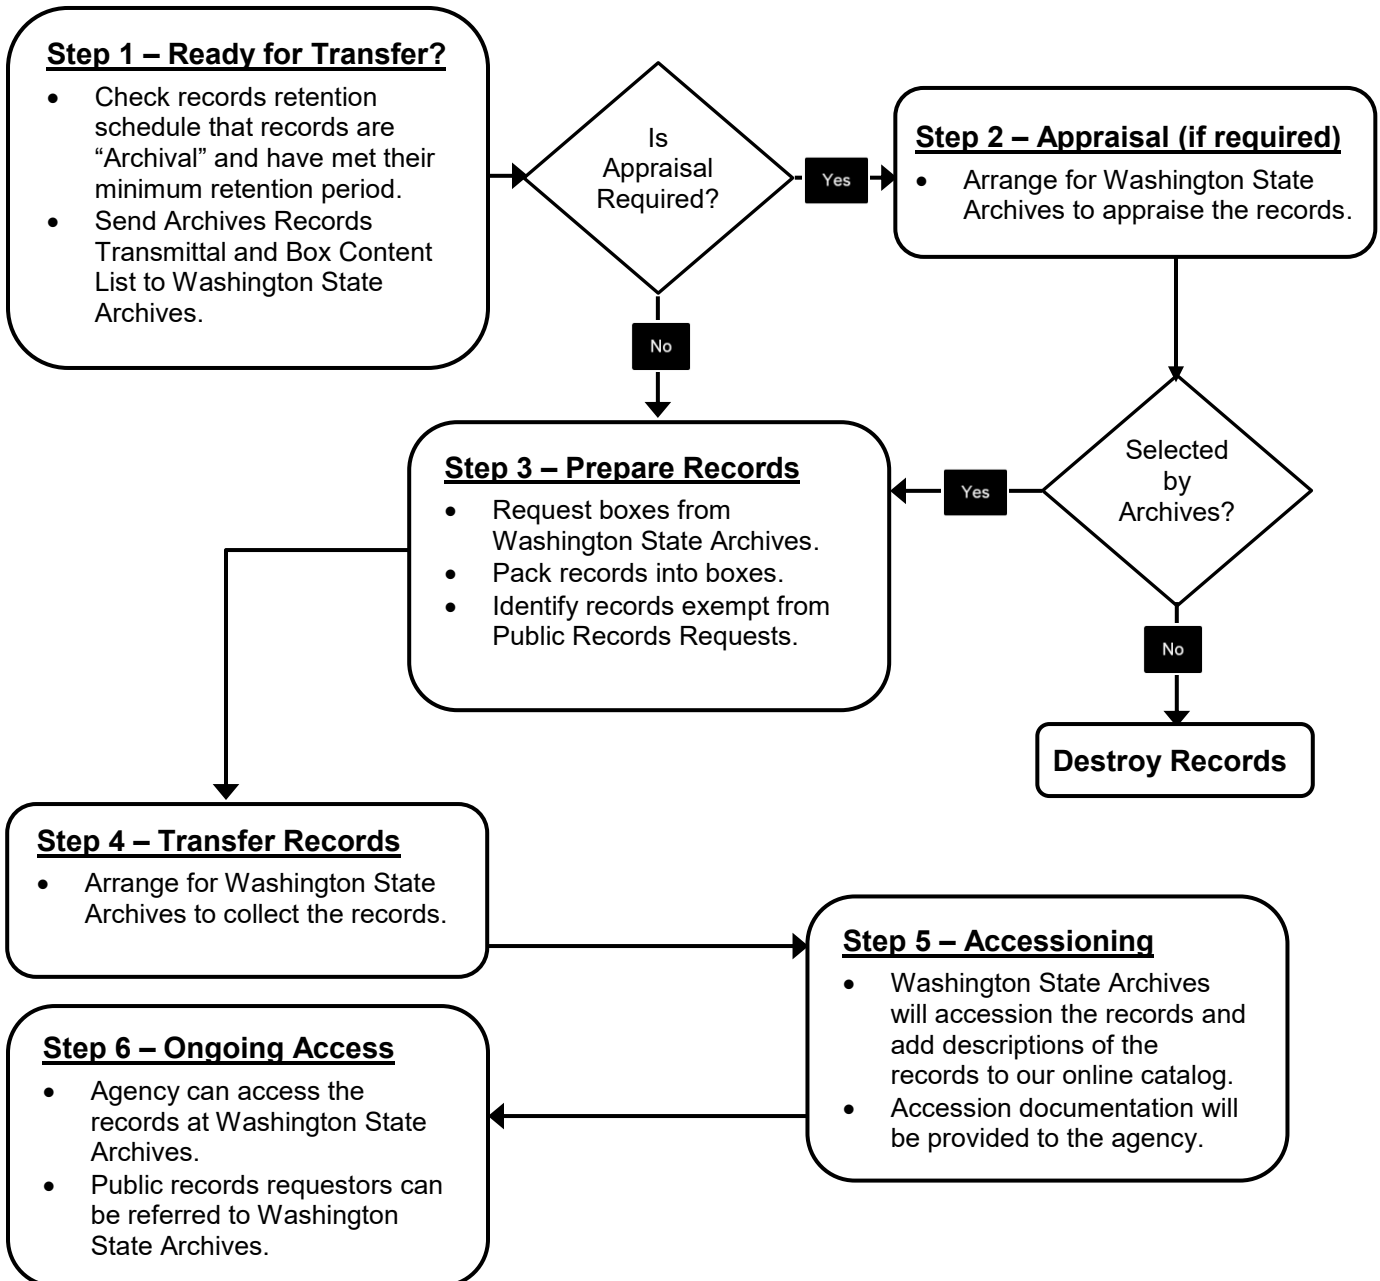 Step 1 – Ready for Transfer?
• Check records retention
schedule that records are
“Archival” and have met their
minimum retention period.
• Send Archives Records
Transmittal and Box Content
List to Washington State
Archives.
Is
Appraisal
Required?
Yes
Step 2 – Appraisal (if required)
• Arrange for Washington State
Archives to appraise the records.
No
Selected
by
Archives?
Yes
No
Destroy Records
Step 3 – Prepare Records
• Request boxes from
Washington State Archives.
• Pack records into boxes.
• Identify records exempt from
Public Records Requests.
Step 4 – Transfer Records
• Arrange for Washington State
Archives to collect the records.
Step 5 – Accessioning
• Washington State Archives
will accession the records and
add descriptions of the
records to our online catalog.
• Accession documentation will
be provided to the agency.
Step 6 – Ongoing Access
• Agency can access the
records at Washington State
Archives.
• Public records requestors can
be referred to Washington
State Archives.